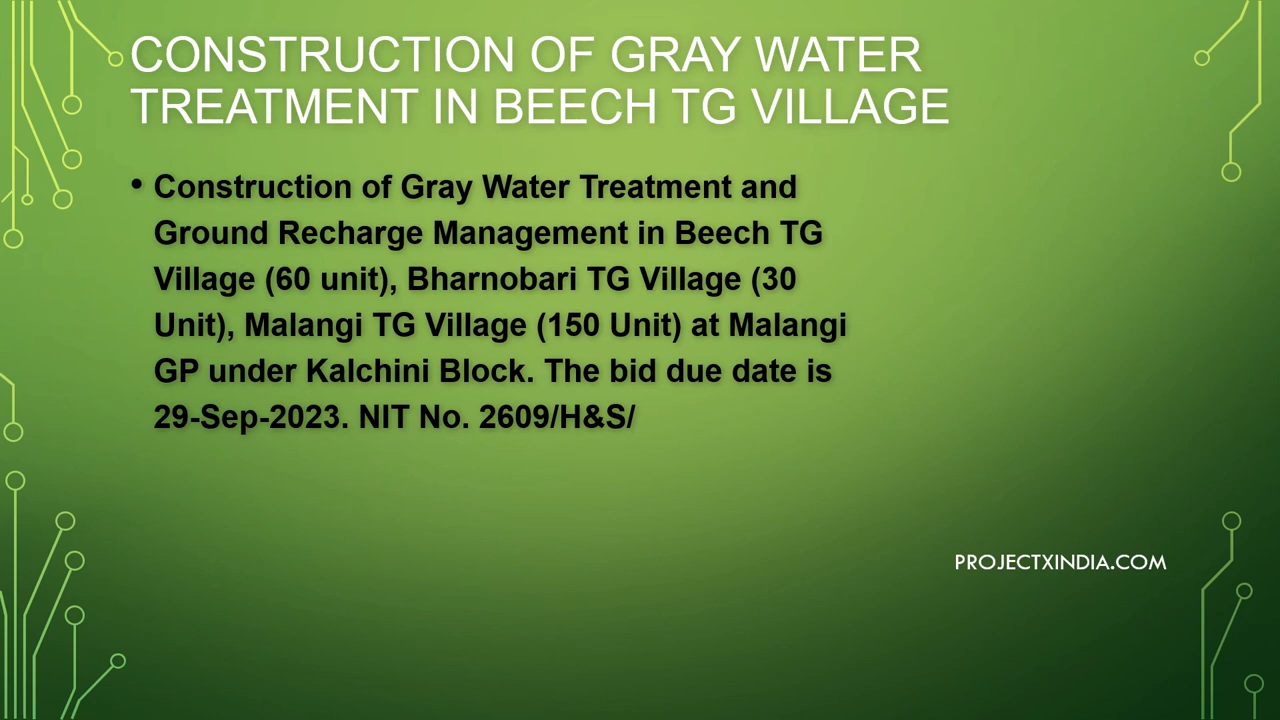 CONSTRUCTION OF GRAY WATER
TREATMENT IN BEECH TG VILLAGE
• Construction of Gray Water Treatment and
Ground Recharge Management in Beech TG
Village (60 unit), Bharnobari TG Village (30
Unit), Malangi TG Village (150 Unit) at Malangi
GP under Kalchini Block. The bid due date is
29-Sep-2023. NIT No. 2609/H&S/
PROJECTXINDIA.COM